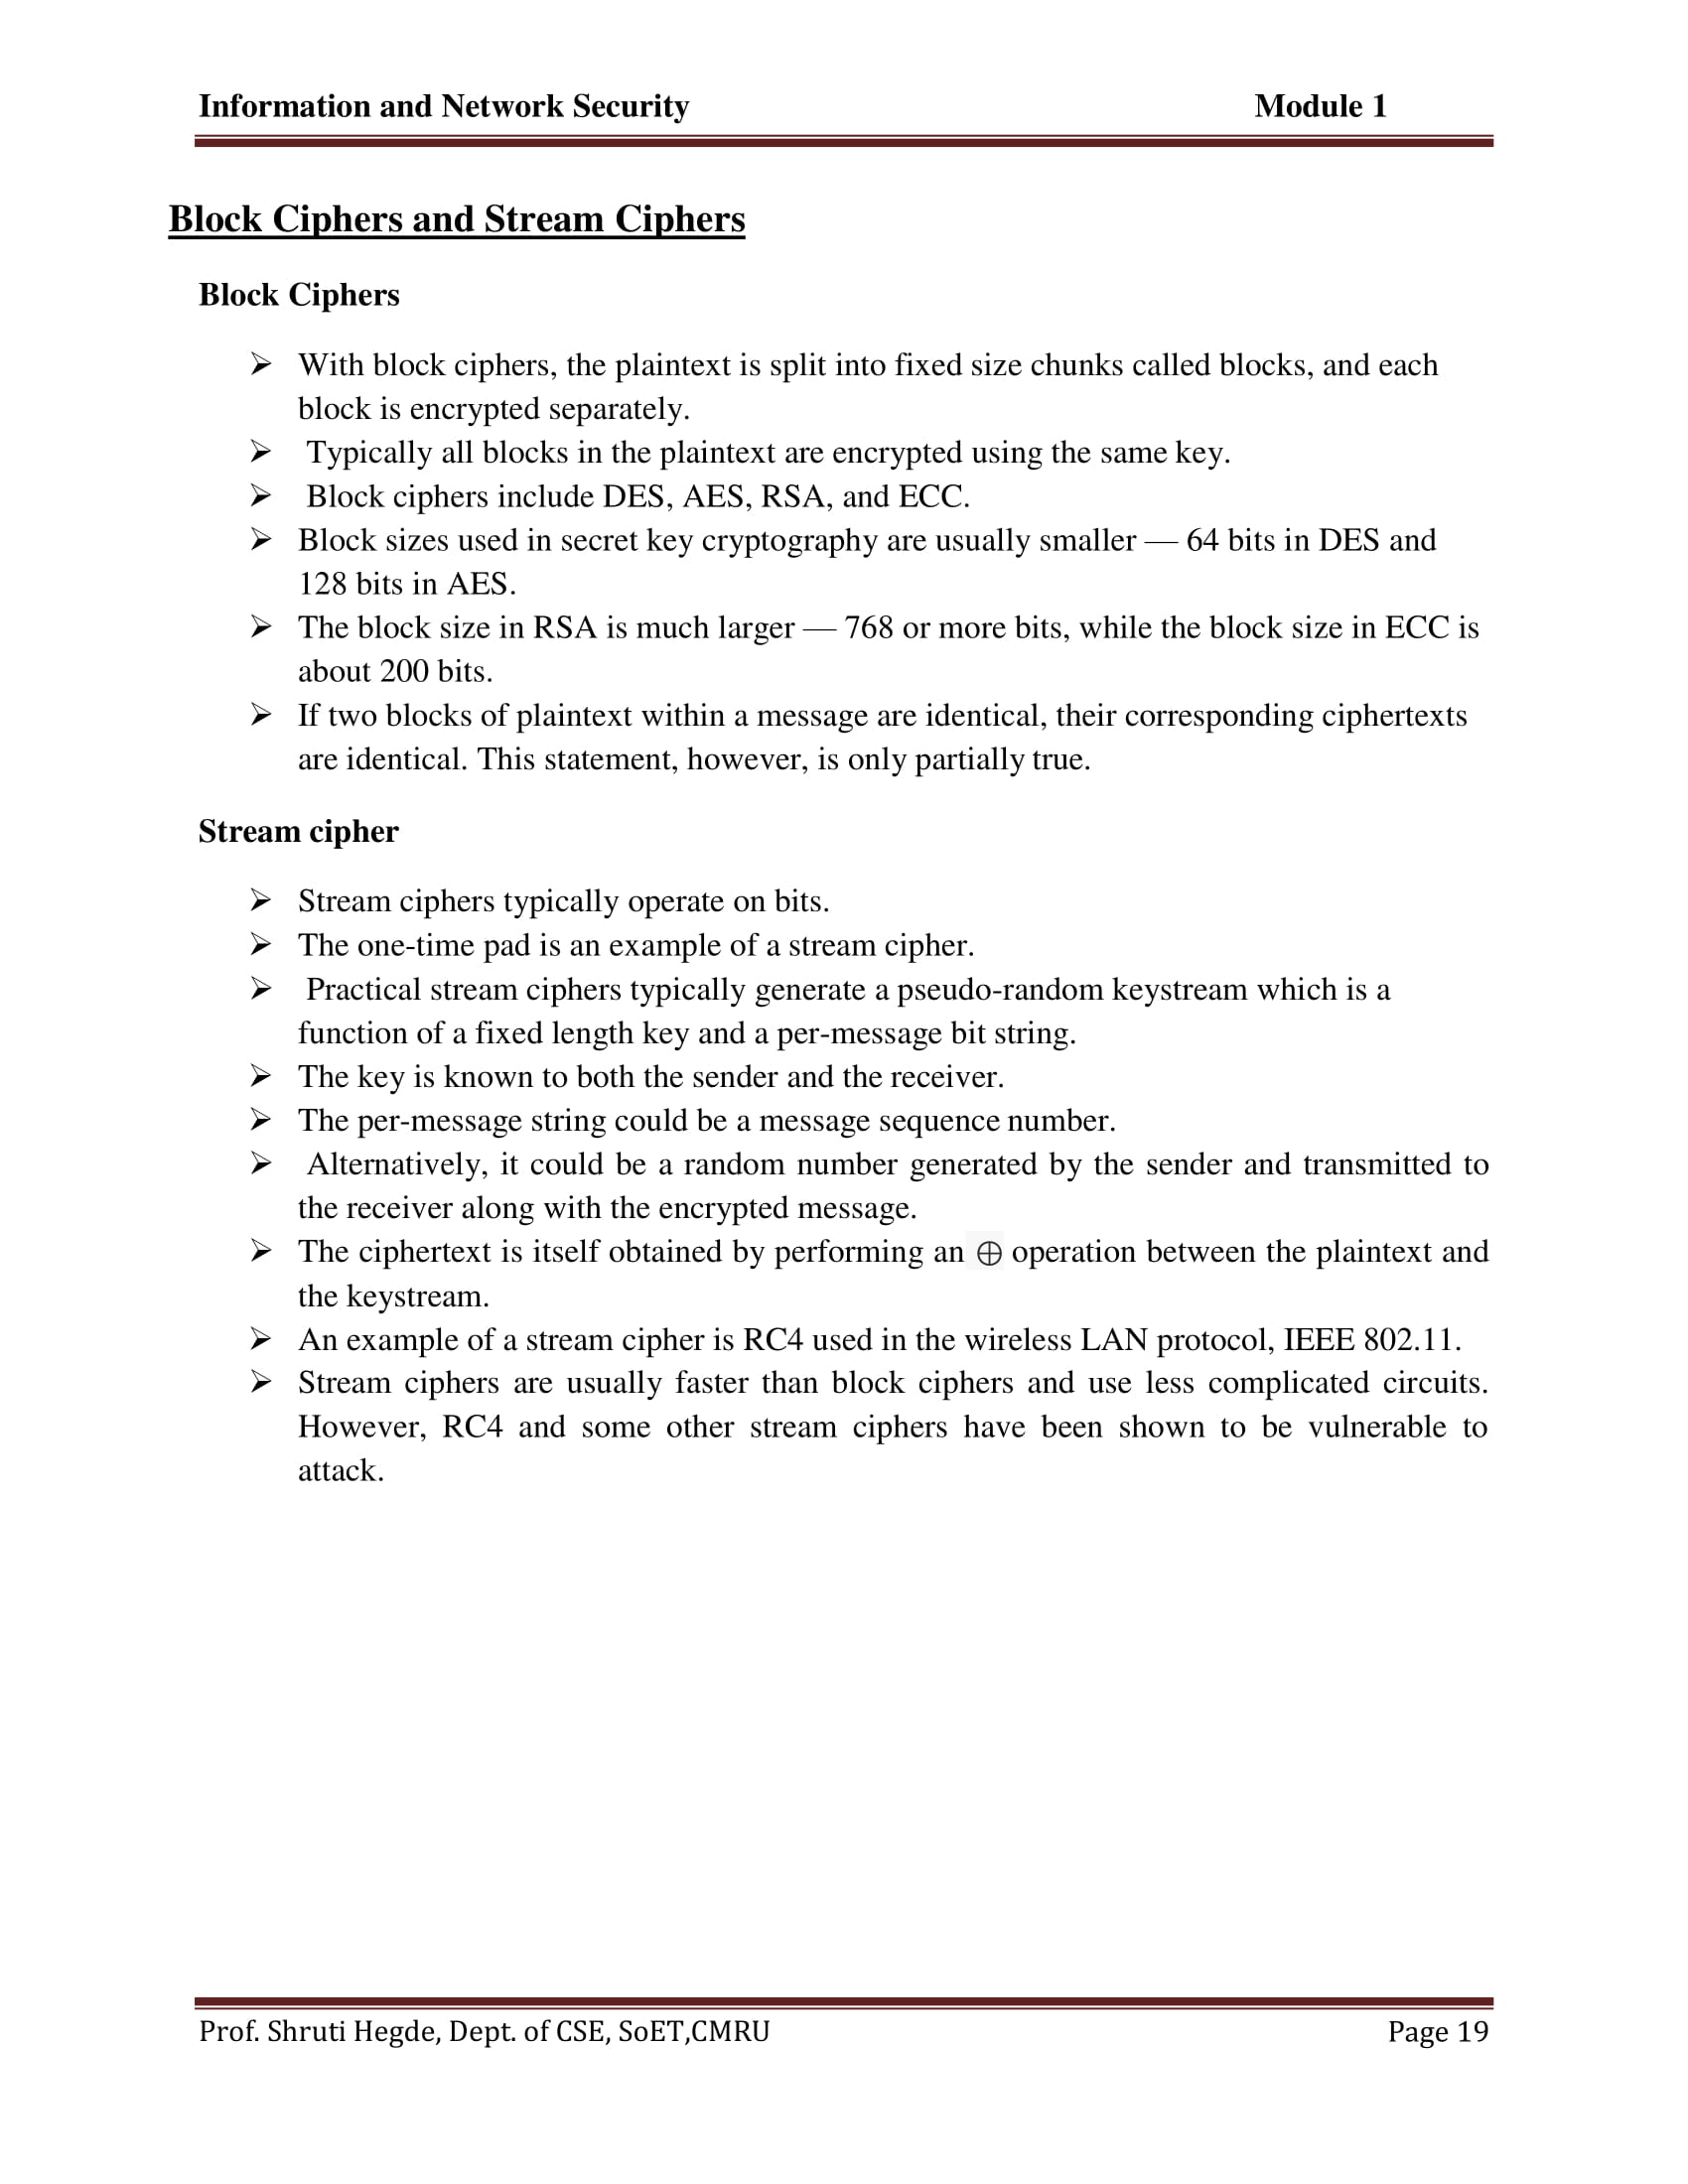 Information and Network Security Module 1
Block Ciphers and Stream Ciphers
Block Ciphers
➢ With block ciphers, the plaintext is split into fixed size chunks called blocks, and each
block is encrypted separately.
➢ Typically all blocks in the plaintext are encrypted using the same key.
➢ Block ciphers include DES, AES, RSA, and ECC.
➢ Block sizes used in secret key cryptography are usually smaller — 64 bits in DES and
128 bits in AES.
➢ The block size in RSA is much larger — 768 or more bits, while the block size in ECC is
about 200 bits.
➢ If two blocks of plaintext within a message are identical, their corresponding ciphertexts
are identical. This statement, however, is only partially true.
Stream cipher
➢ Stream ciphers typically operate on bits.
➢ The one-time pad is an example of a stream cipher.
➢ Practical stream ciphers typically generate a pseudo-random keystream which is a
function of a fixed length key and a per-message bit string.
➢ The key is known to both the sender and the receiver.
➢ The per-message string could be a message sequence number.
➢ Alternatively, it could be a random number generated by the sender and transmitted to
the receiver along with the encrypted message.
➢ The ciphertext is itself obtained by performing an ⊕ operation between the plaintext and
the keystream.
➢ An example of a stream cipher is RC4 used in the wireless LAN protocol, IEEE 802.11.
➢ Stream ciphers are usually faster than block ciphers and use less complicated circuits.
However, RC4 and some other stream ciphers have been shown to be vulnerable to
attack.
Prof. Shruti Hegde, Dept. of CSE, SoET,CMRU Page 19